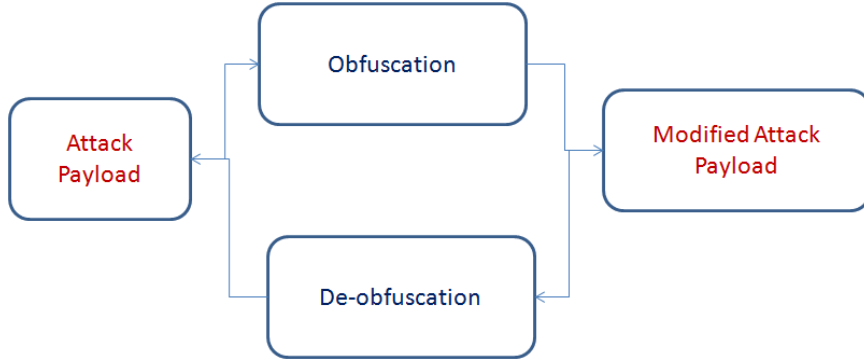 Obfuscation
Attack
Payload
Modified Attack
Payload
De-obfuscation